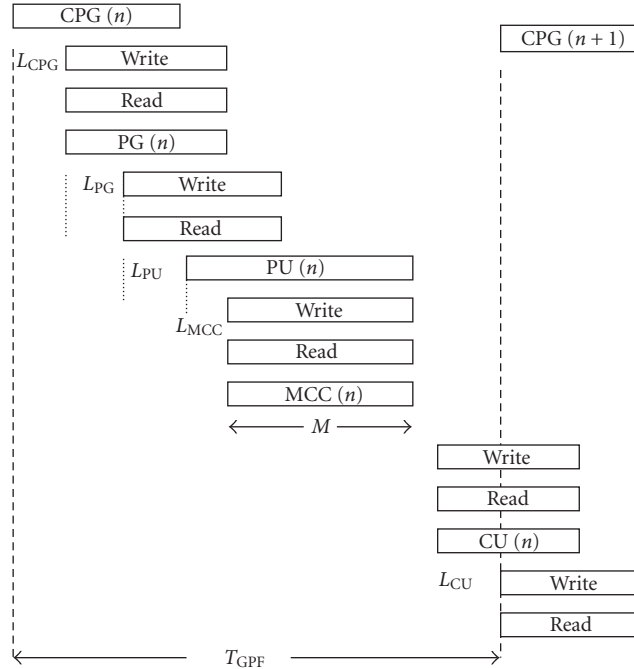 CPG (n)
CPG (n + 1)
L_CPG
Write
Read
PG (n)
L_PG
Write
Read
L_PU
PU (n)
Write
L_MCC
Read
MCC (n)
M
Write
Read
CU (n)
L_CU
Write
Read
T_GPF